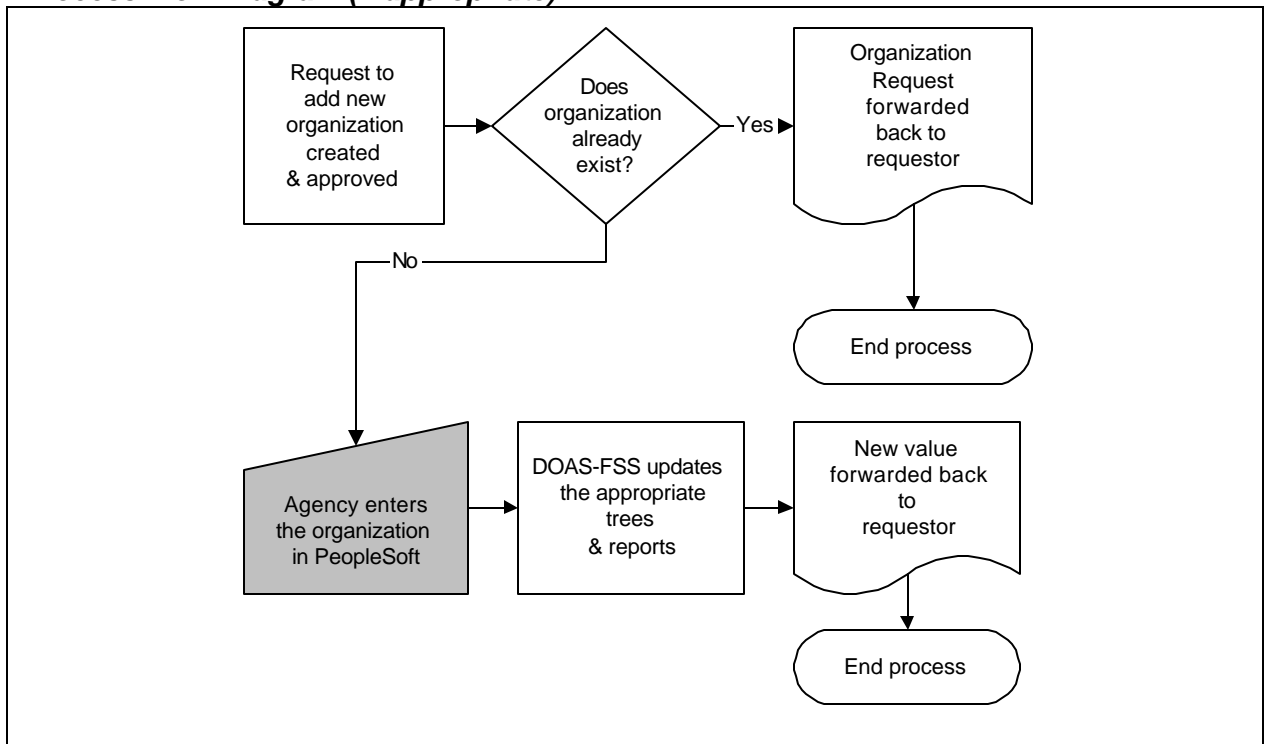 Request to
add new
organization
created
& approved
Does
organization
already
exist?
Yes
Organization
Request
forwarded
back to
requestor
No
End process
Agency enters
the organization
in PeopleSoft
DOAS-FSS updates
the appropriate
trees
& reports
New value
forwarded back
to
requestor
End process